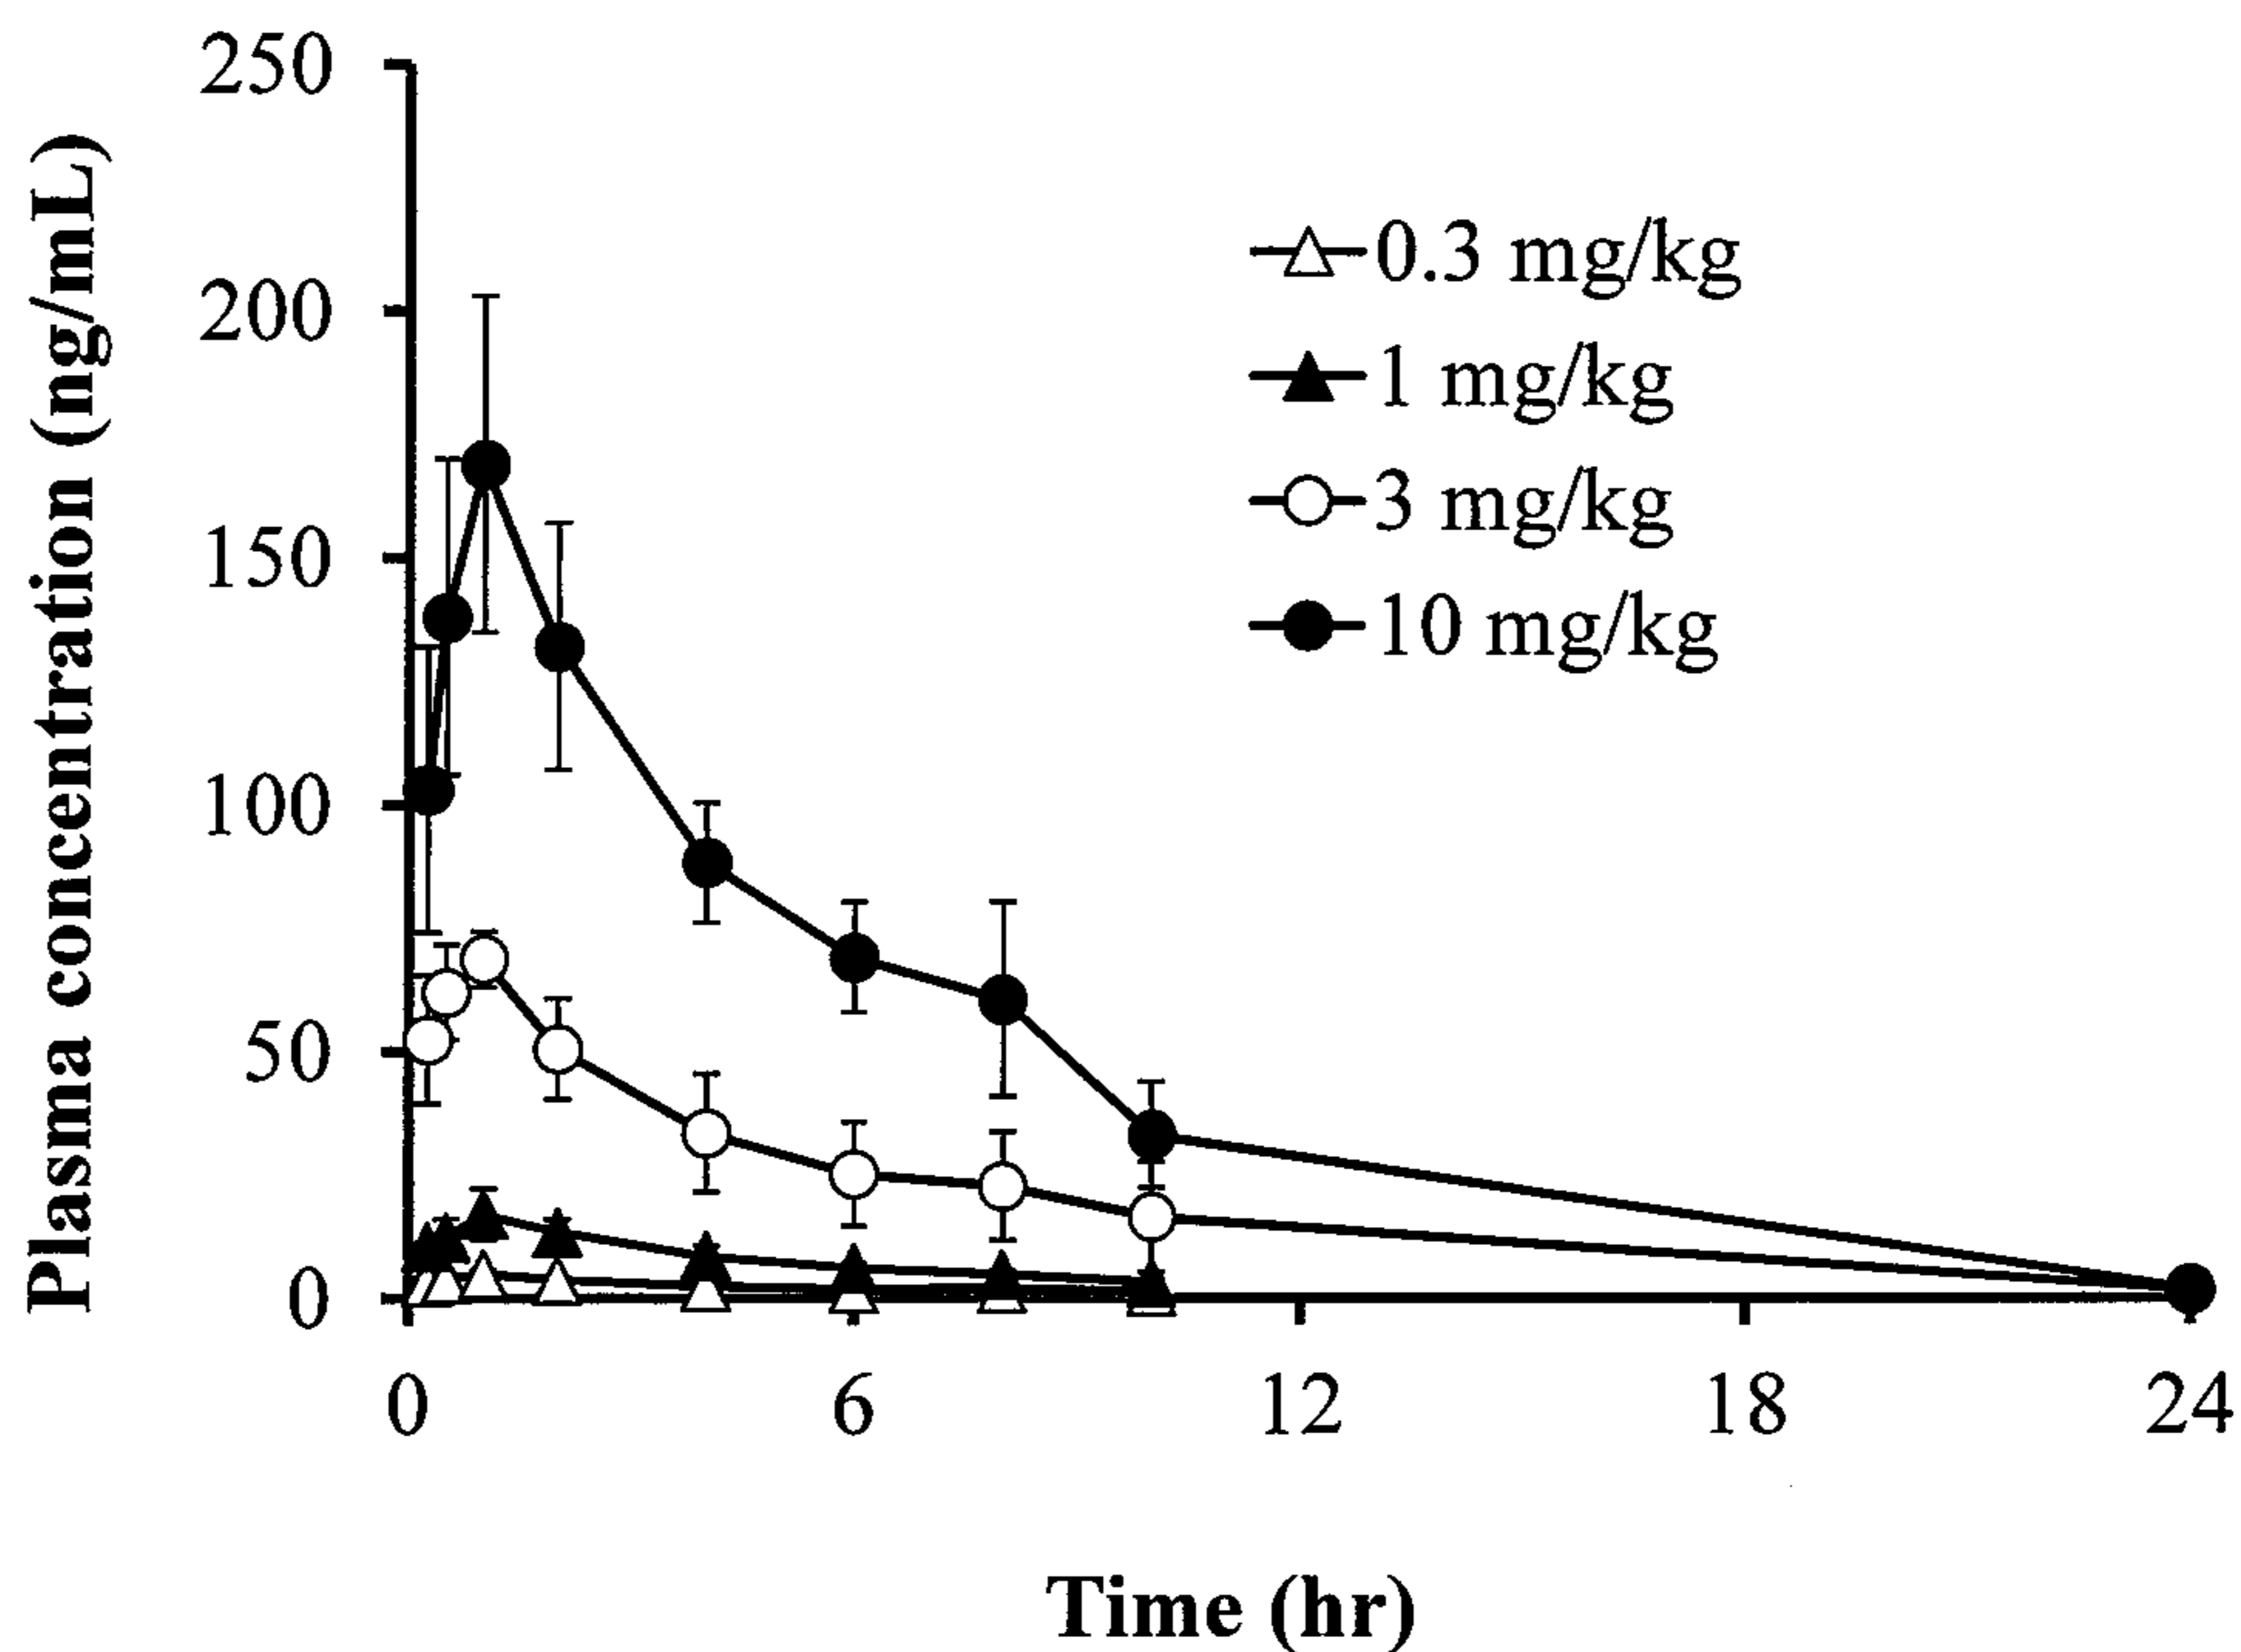 Plasma concentration (ng/mL)
250
200
150
100
50
0
0.3 mg/kg
1 mg/kg
3 mg/kg
10 mg/kg
0 6 12 18 24
Time (hr)